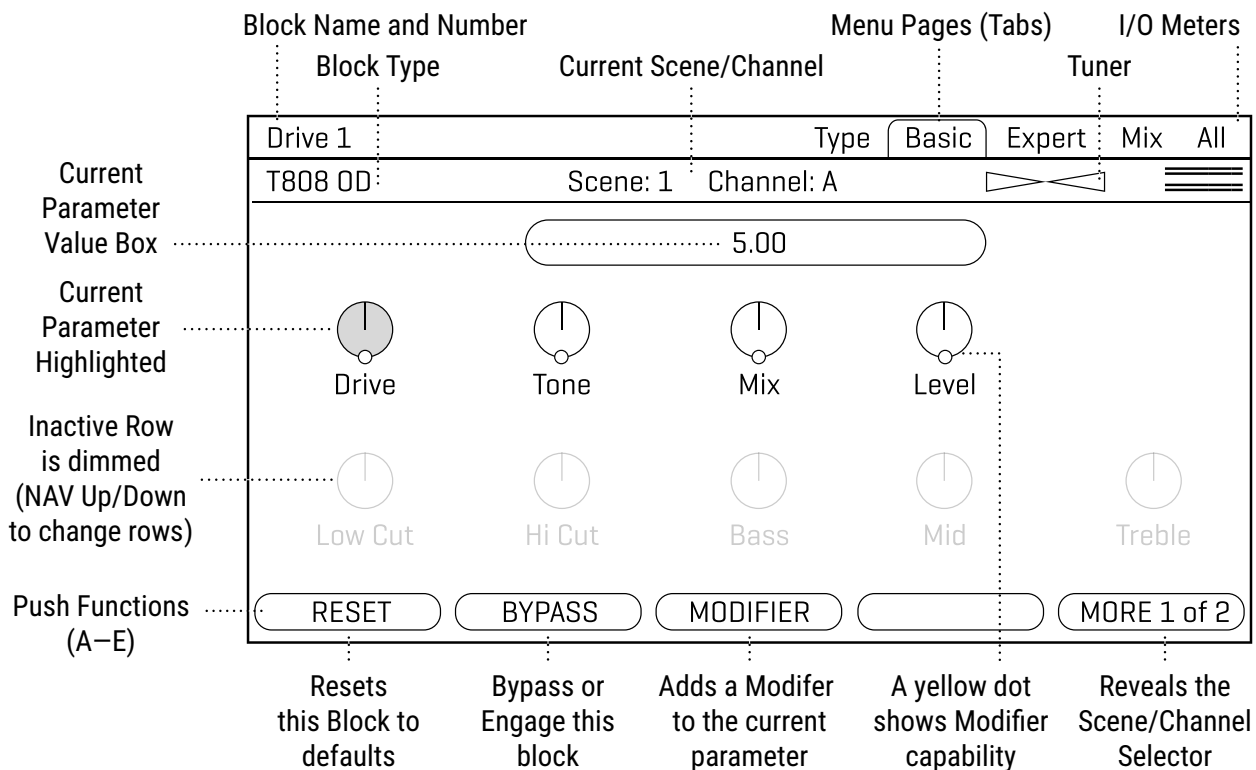 Block Name and Number
Menu Pages (Tabs)
I/O Meters
Block Type
Current Scene/Channel
Tuner
Drive 1
Type
Basic
Expert
Mix
All
T808 OD
Scene: 1
Channel: A
Current
Parameter
Value Box
5.00
Current
Parameter
Highlighted
Drive
Tone
Mix
Level
Inactive Row
is dimmed
(NAV Up/Down
to change rows)
Low Cut
Hi Cut
Bass
Mid
Treble
Push Functions
(A–E)
RESET
BYPASS
MODIFIER
MORE 1 of 2
Resets
this Block to
defaults
Bypass or
Engage this
block
Adds a Modifer
to the current
parameter
A yellow dot
shows Modifier
capability
Reveals the
Scene/Channel
Selector